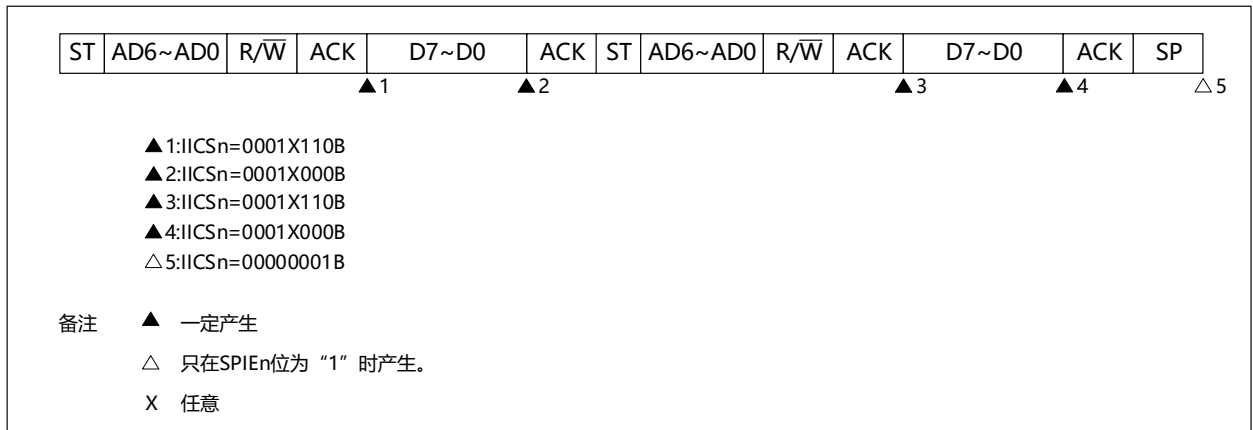 ST AD6~AD0 R/W̅ ACK D7~D0 ACK ST AD6~AD0 R/W̅ ACK D7~D0 ACK SP
▲1 ▲2 ▲3 ▲4 △5
▲1:IICSn=0001X110B
▲2:IICSn=0001X000B
▲3:IICSn=0001X110B
▲4:IICSn=0001X000B
△5:IICSn=00000001B
备注 ▲ 一定产生
△ 只在SPIEn位为“1”时产生。
X 任意